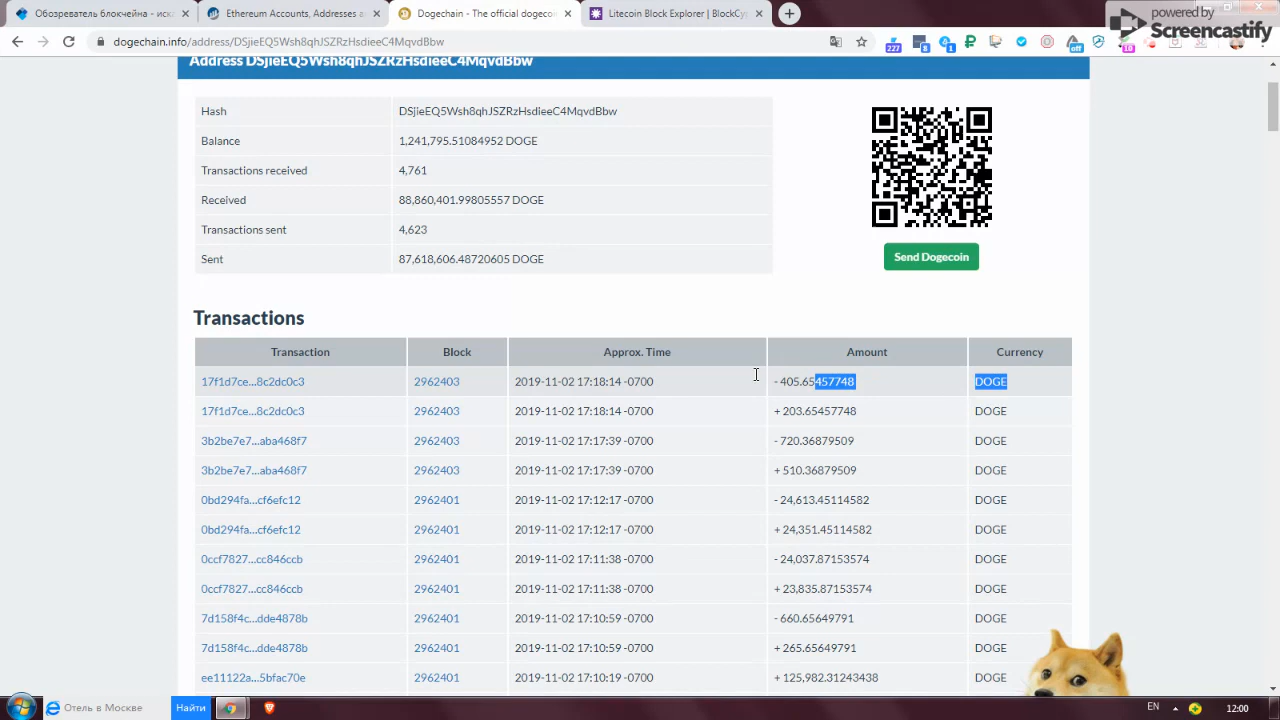 Обозреватель блокчейна - иск
Ethereum Accounts, Addresses a
Dogechain - The official dogeco
Litecoin Block Explorer | BlockCy
powered by
Screencastify
dogechain.info/address/DSjieEQ5Wsh8qhJSZRzHsdieeC4MqvdBbw
227
8
1
off
10
Address DSjieEQ5Wsh8qhJSZRzHsdieeC4MqvdBbw
Hash DSjieEQ5Wsh8qhJSZRzHsdieeC4MqvdBbw
Balance 1,241,795.51084952 DOGE
Transactions received 4,761
Received 88,860,401.99805557 DOGE
Transactions sent 4,623
Sent 87,618,606.48720605 DOGE
Send Dogecoin
Transactions
Transaction Block Approx. Time Amount Currency
17f1d7ce...8c2dc0c3 2962403 2019-11-02 17:18:14 -0700 - 405.65457748 DOGE
17f1d7ce...8c2dc0c3 2962403 2019-11-02 17:18:14 -0700 + 203.65457748 DOGE
3b2be7e7...aba468f7 2962403 2019-11-02 17:17:39 -0700 - 720.36879509 DOGE
3b2be7e7...aba468f7 2962403 2019-11-02 17:17:39 -0700 + 510.36879509 DOGE
0bd294fa...cf6efc12 2962401 2019-11-02 17:12:17 -0700 - 24,613.45114582 DOGE
0bd294fa...cf6efc12 2962401 2019-11-02 17:12:17 -0700 + 24,351.45114582 DOGE
0ccf7827...cc846ccb 2962401 2019-11-02 17:11:38 -0700 - 24,037.87153574 DOGE
0ccf7827...cc846ccb 2962401 2019-11-02 17:11:38 -0700 + 23,835.87153574 DOGE
7d158f4c...dde4878b 2962401 2019-11-02 17:10:59 -0700 - 660.65649791 DOGE
7d158f4c...dde4878b 2962401 2019-11-02 17:10:59 -0700 + 265.65649791 DOGE
ee11122a...5bfac70e 2962401 2019-11-02 17:10:19 -0700 + 125,982.31243438 DOGE
Отель в Москве
Найти
EN
12:00